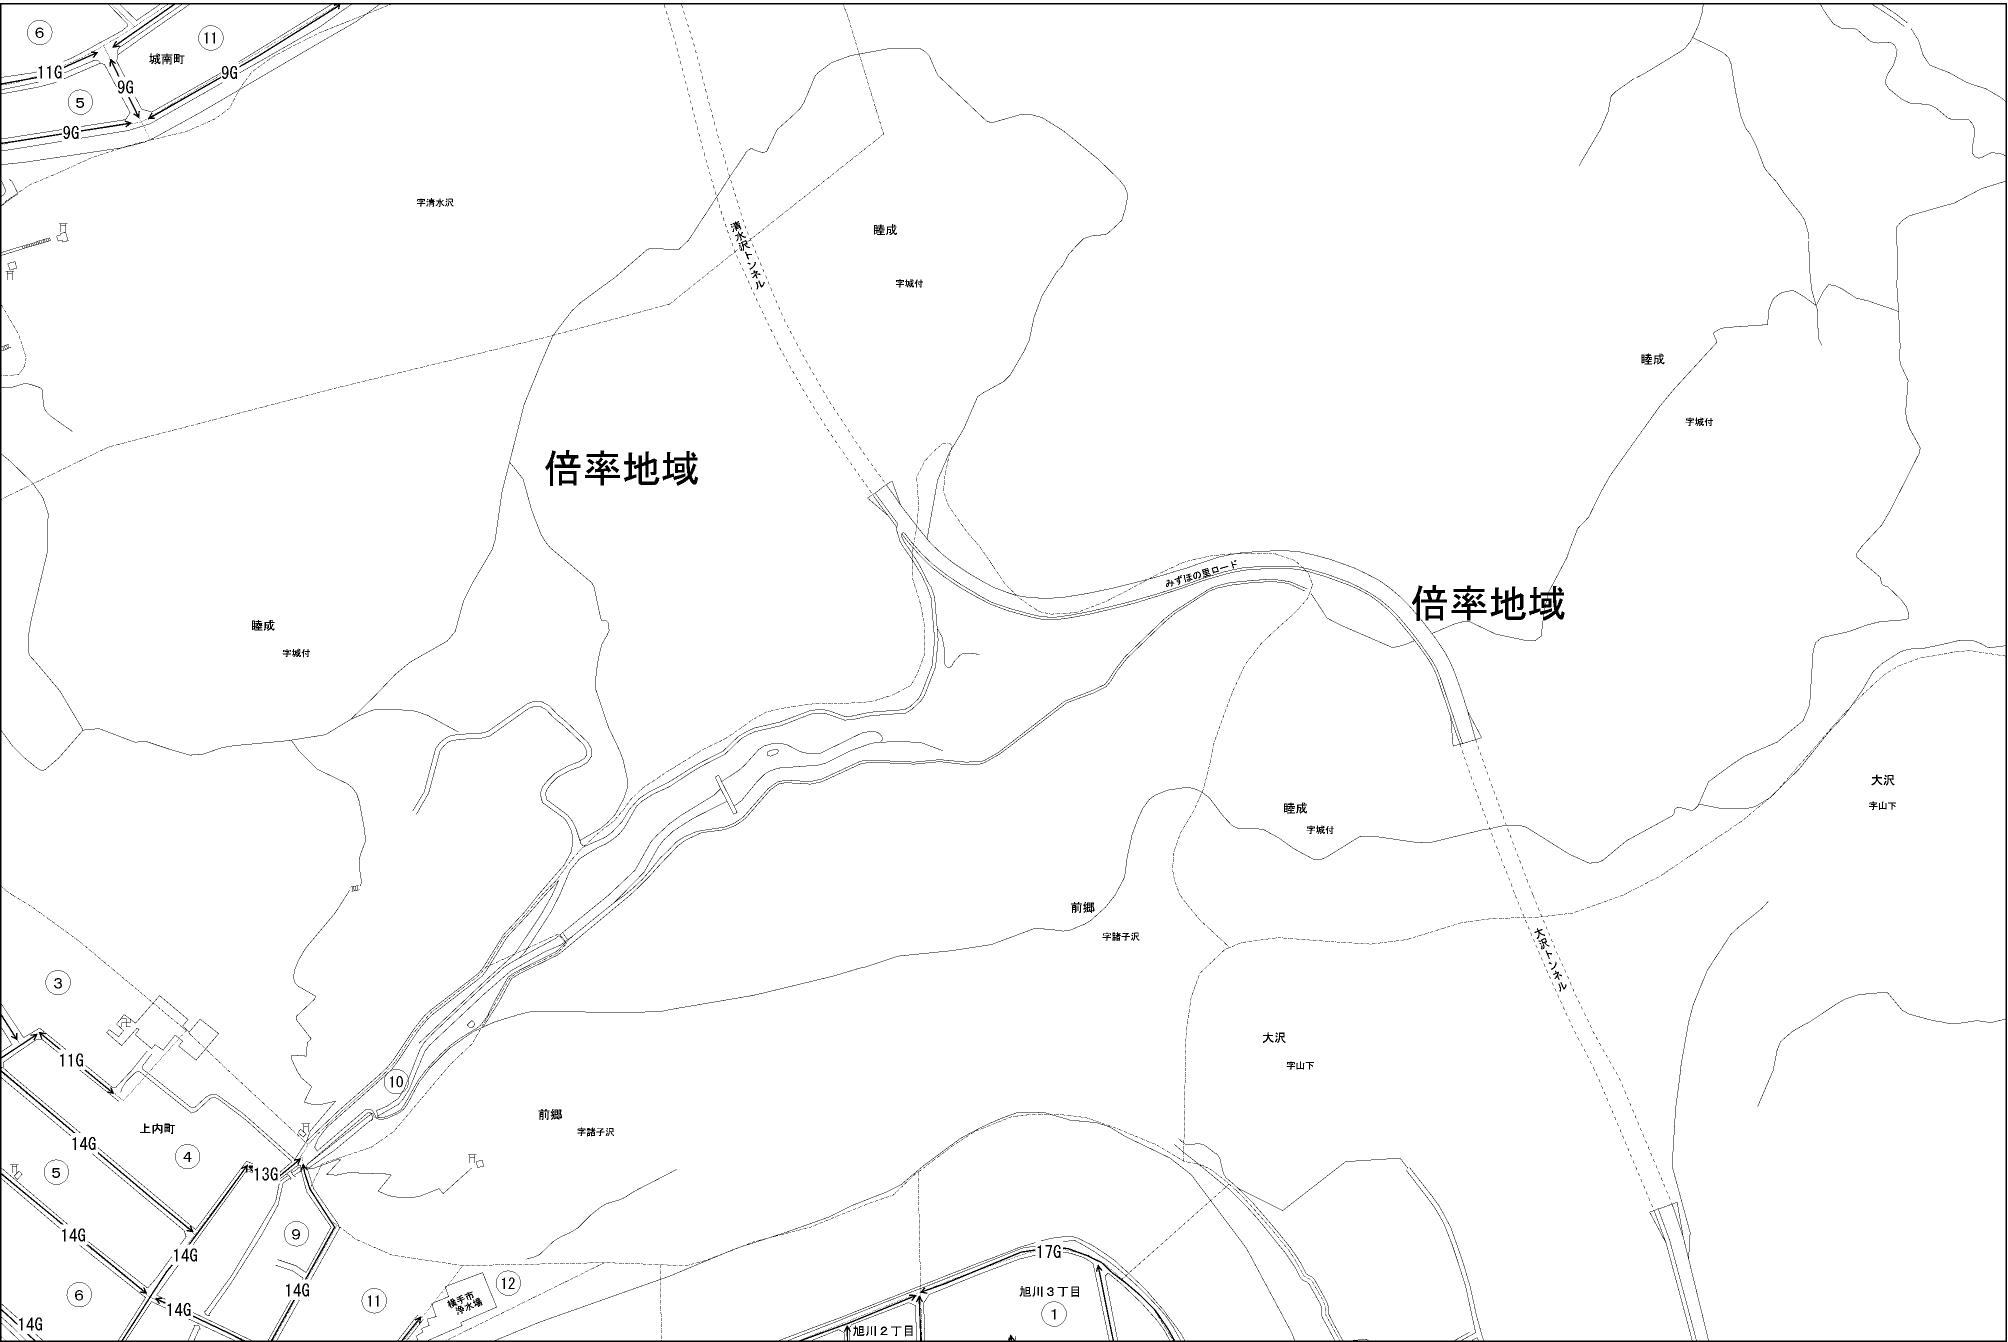 6
11
城南町
11G
9G
9G
5
9G
字清水沢
清水沢トンネル
睦成
字城付
睦成
字城付
倍率地域
みずほの里ロード
倍率地域
睦成
字城付
大沢
字山下
睦成
字城付
前郷
字諸子沢
大沢トンネル
3
大沢
字山下
11G
10
前郷
字諸子沢
上内町
14G
4
5
13G
14G
9
14G
17G
14G
12
横手市
浄水場
旭川3丁目
6
11
1
14G
14G
旭川2丁目